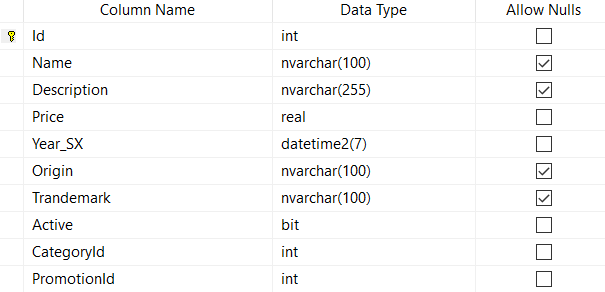 Column Name Data Type Allow Nulls
Id int
Name nvarchar(100)
Description nvarchar(255)
Price real
Year_SX datetime2(7)
Origin nvarchar(100)
Trandemark nvarchar(100)
Active bit
CategoryId int
PromotionId int